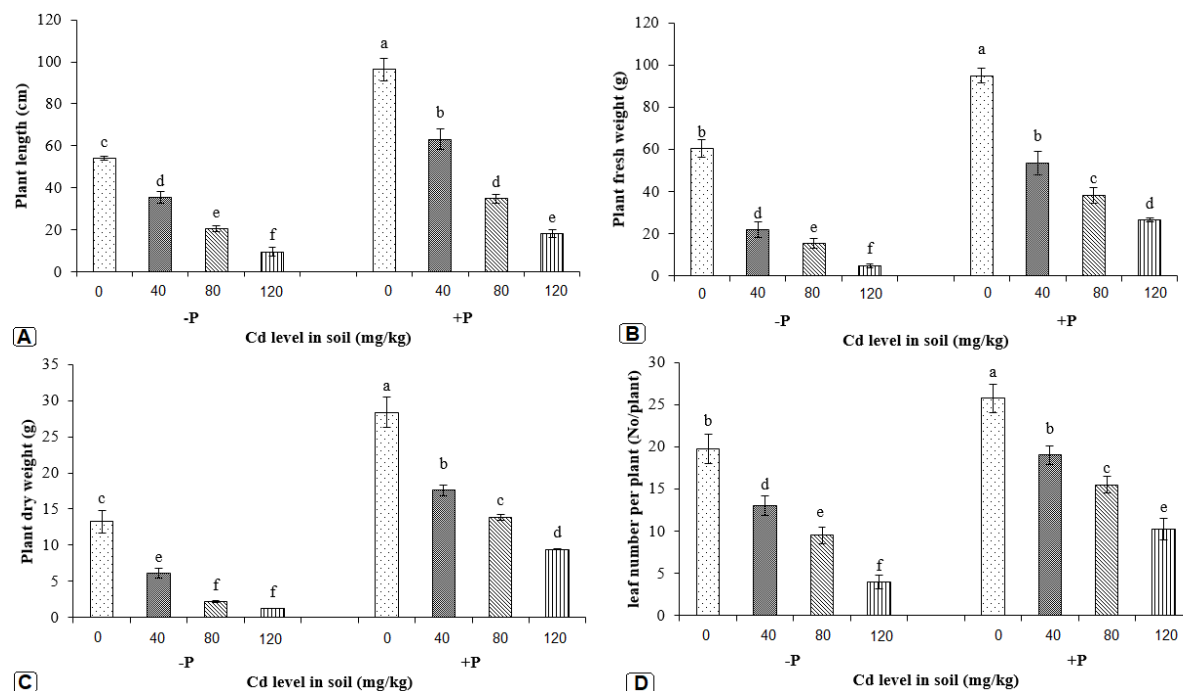 Plant length (cm)
120
100
80
60
40
20
0
c
d
e
f
a
b
d
e
0 40 80 120 0 40 80 120
-P +P
Cd level in soil (mg/kg)
A
Plant fresh weight (g)
120
100
80
60
40
20
0
b
d
e
f
a
b
c
d
0 40 80 120 0 40 80 120
-P +P
Cd level in soil (mg/kg)
B
Plant dry weight (g)
35
30
25
20
15
10
5
0
c
e
f
f
a
b
c
d
0 40 80 120 0 40 80 120
-P +P
Cd level in soil (mg/kg)
C
leaf number per plant (No/plant)
30
25
20
15
10
5
0
b
d
e
f
a
b
c
e
0 40 80 120 0 40 80 120
-P +P
Cd level in soil (mg/kg)
D